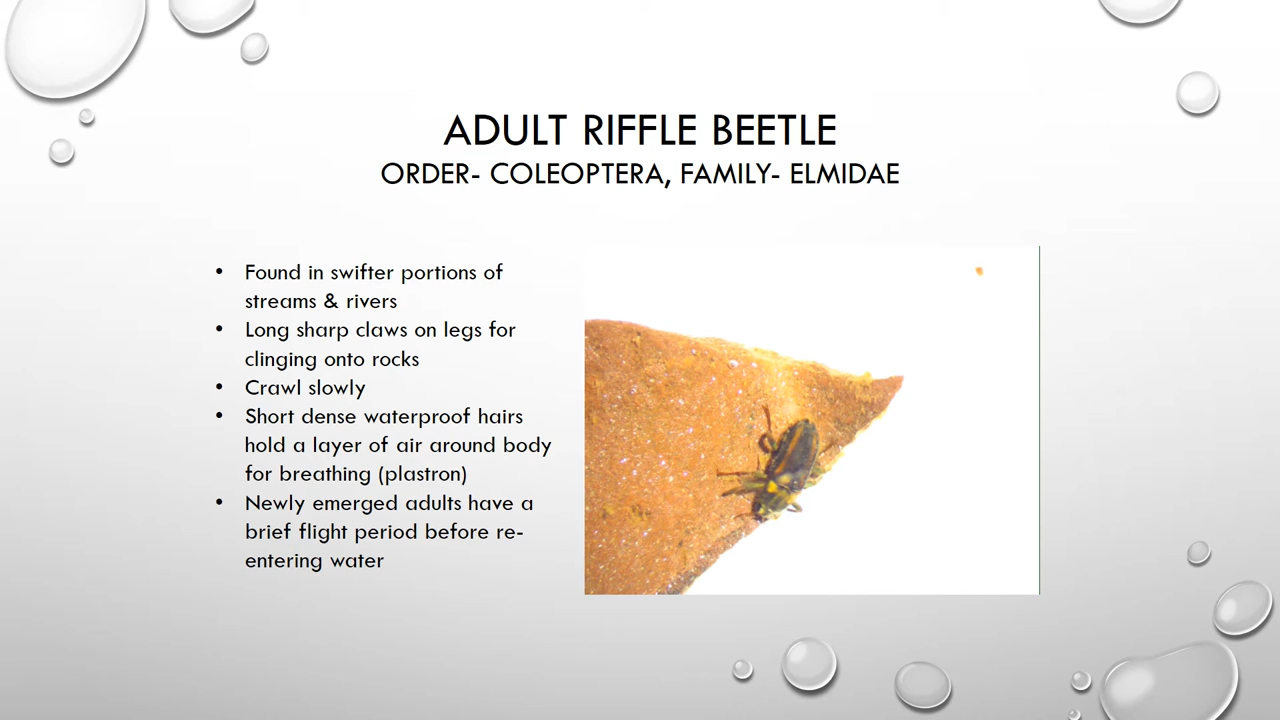 ADULT RIFFLE BEETLE
ORDER- COLEOPTERA, FAMILY- ELMIDAE
• Found in swifter portions of
streams & rivers
• Long sharp claws on legs for
clinging onto rocks
• Crawl slowly
• Short dense waterproof hairs
hold a layer of air around body
for breathing (plastron)
• Newly emerged adults have a
brief flight period before re-
entering water